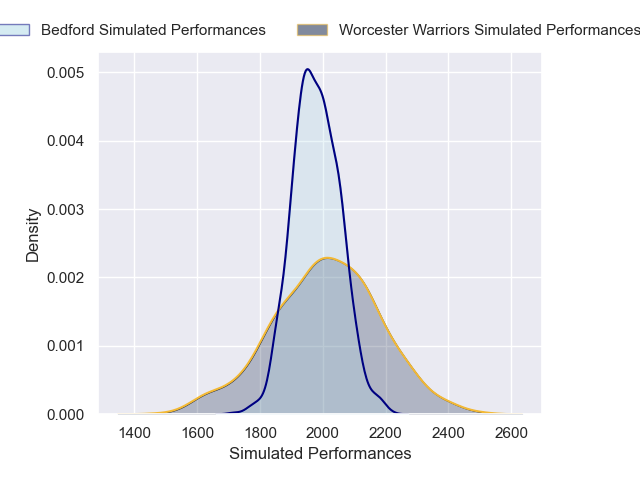 Bedford Simulated Performances
Worcester Warriors Simulated Performances
0.005
0.004
0.003
0.002
0.001
0.000
Density
1400 1600 1800 2000 2200 2400 2600
Simulated Performances